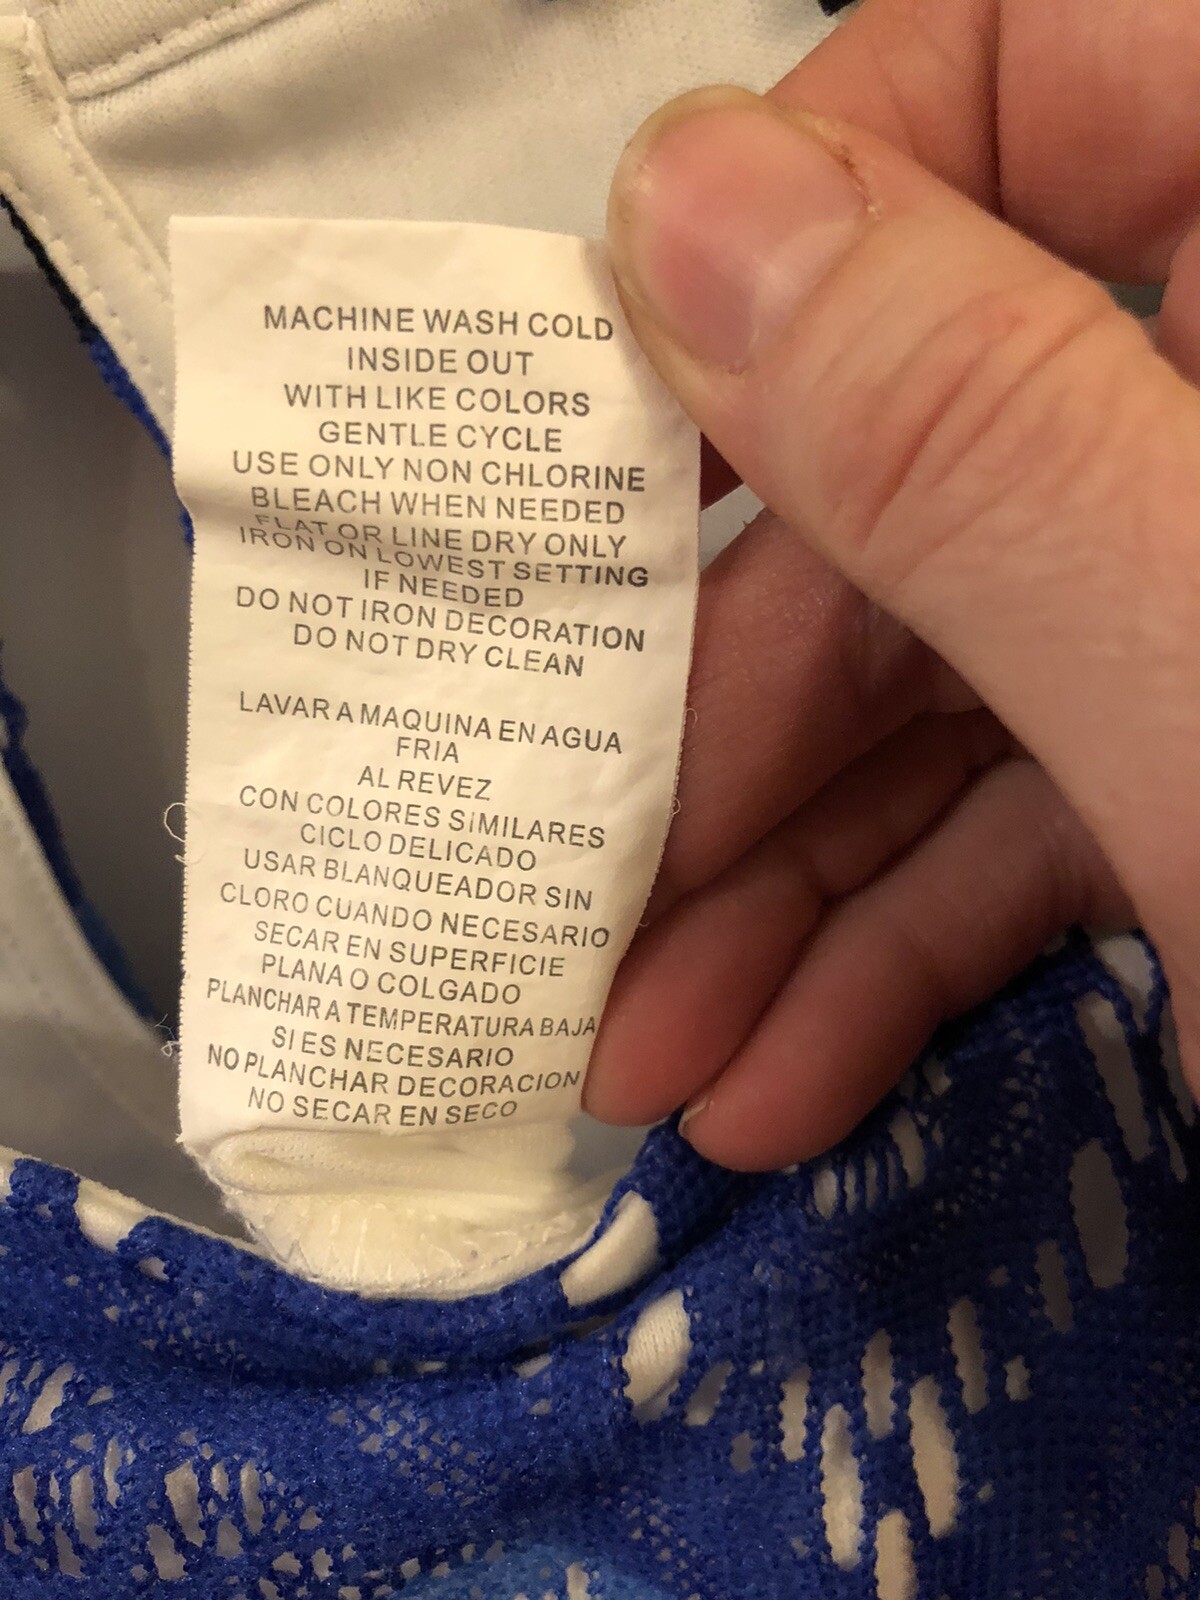 MACHINE WASH COLD
INSIDE OUT
WITH LIKE COLORS
GENTLE CYCLE
USE ONLY NON CHLORINE
BLEACH WHEN NEEDED
FLAT OR LINE DRY ONLY
IRON ON LOWEST SETTING
IF NEEDED
DO NOT IRON DECORATION
DO NOT DRY CLEAN
LAVAR A MAQUINA EN AGUA
FRIA
AL REVEZ
CON COLORES SiMILARES
CICLO DELICADO
USAR BLANQUEADOR SIN
CLORO CUANDO NECESARIO
SECAR EN SUPERFICIE
PLANA O COLGADO
PLANCHAR A TEMPERATURA BAJA
SI ES NECESARIO
NO PLANCHAR DECORACION
NO SECAR EN SECO